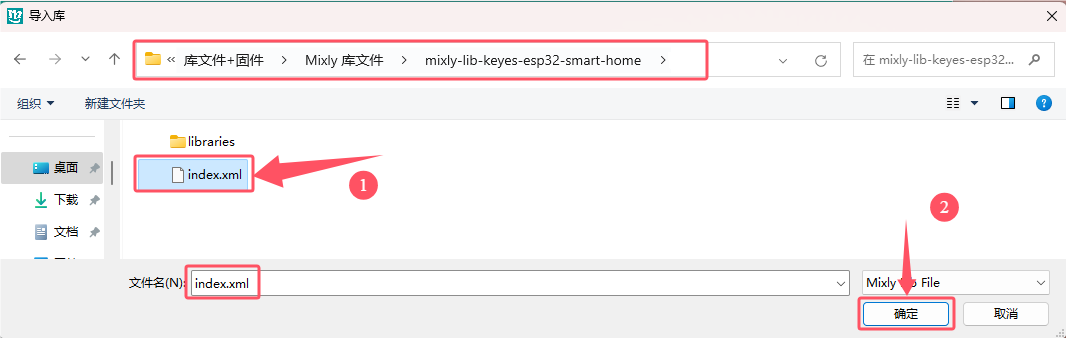 导入库
« 库文件+固件 > Mixly 库文件 > mixly-lib-keyes-esp32-smart-home >
在 mixly-lib-keyes-esp32...
组织 新建文件夹
libraries
桌面
index.xml
1
下载
2
文档
文件名(N):
index.xml
Mixly File
确定
取消